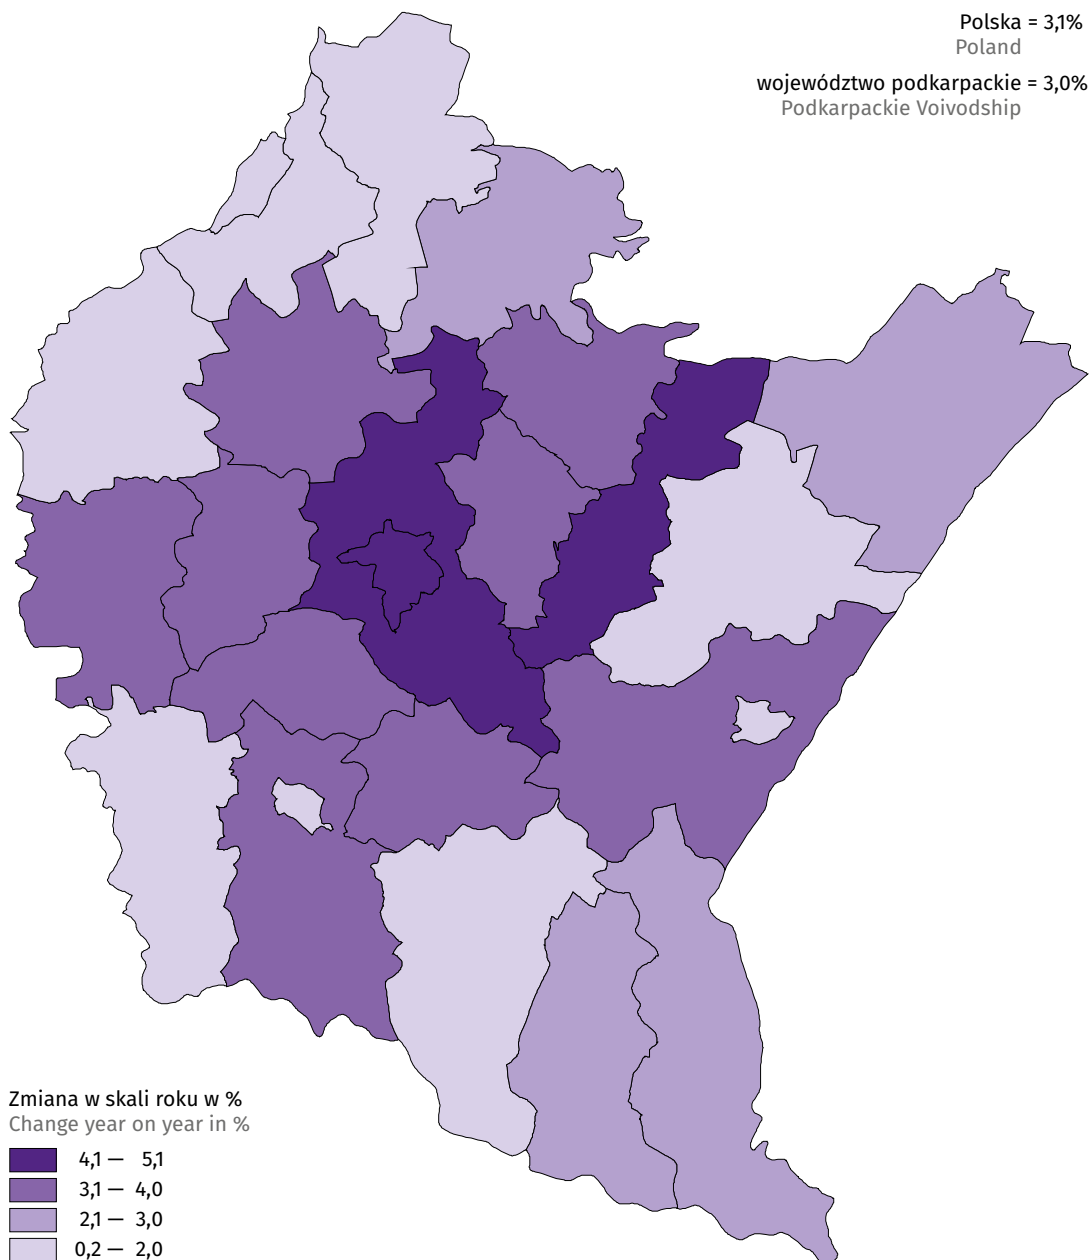 Polska = 3,1%
Poland
województwo podkarpackie = 3,0%
Podkarpackie Voivodship
Zmiana w skali roku w %
Change year on year in %
4,1 — 5,1
3,1 — 4,0
2,1 — 3,0
0,2 — 2,0